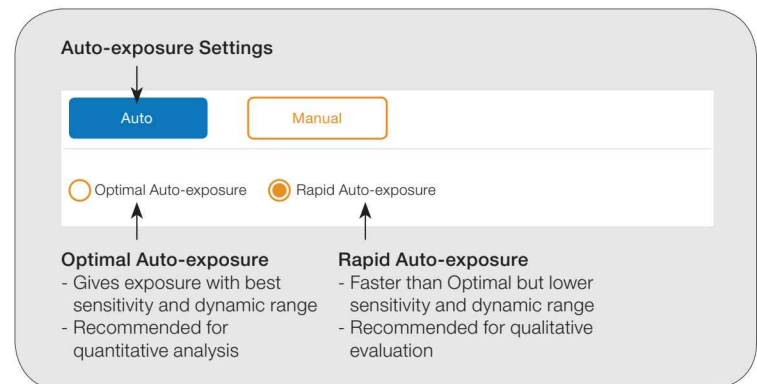 Auto-exposure Settings
Auto
Manual
Optimal Auto-exposure
Rapid Auto-exposure
Optimal Auto-exposure
- Gives exposure with best
sensitivity and dynamic range
- Recommended for
quantitative analysis
Rapid Auto-exposure
- Faster than Optimal but lower
sensitivity and dynamic range
- Recommended for qualitative
evaluation